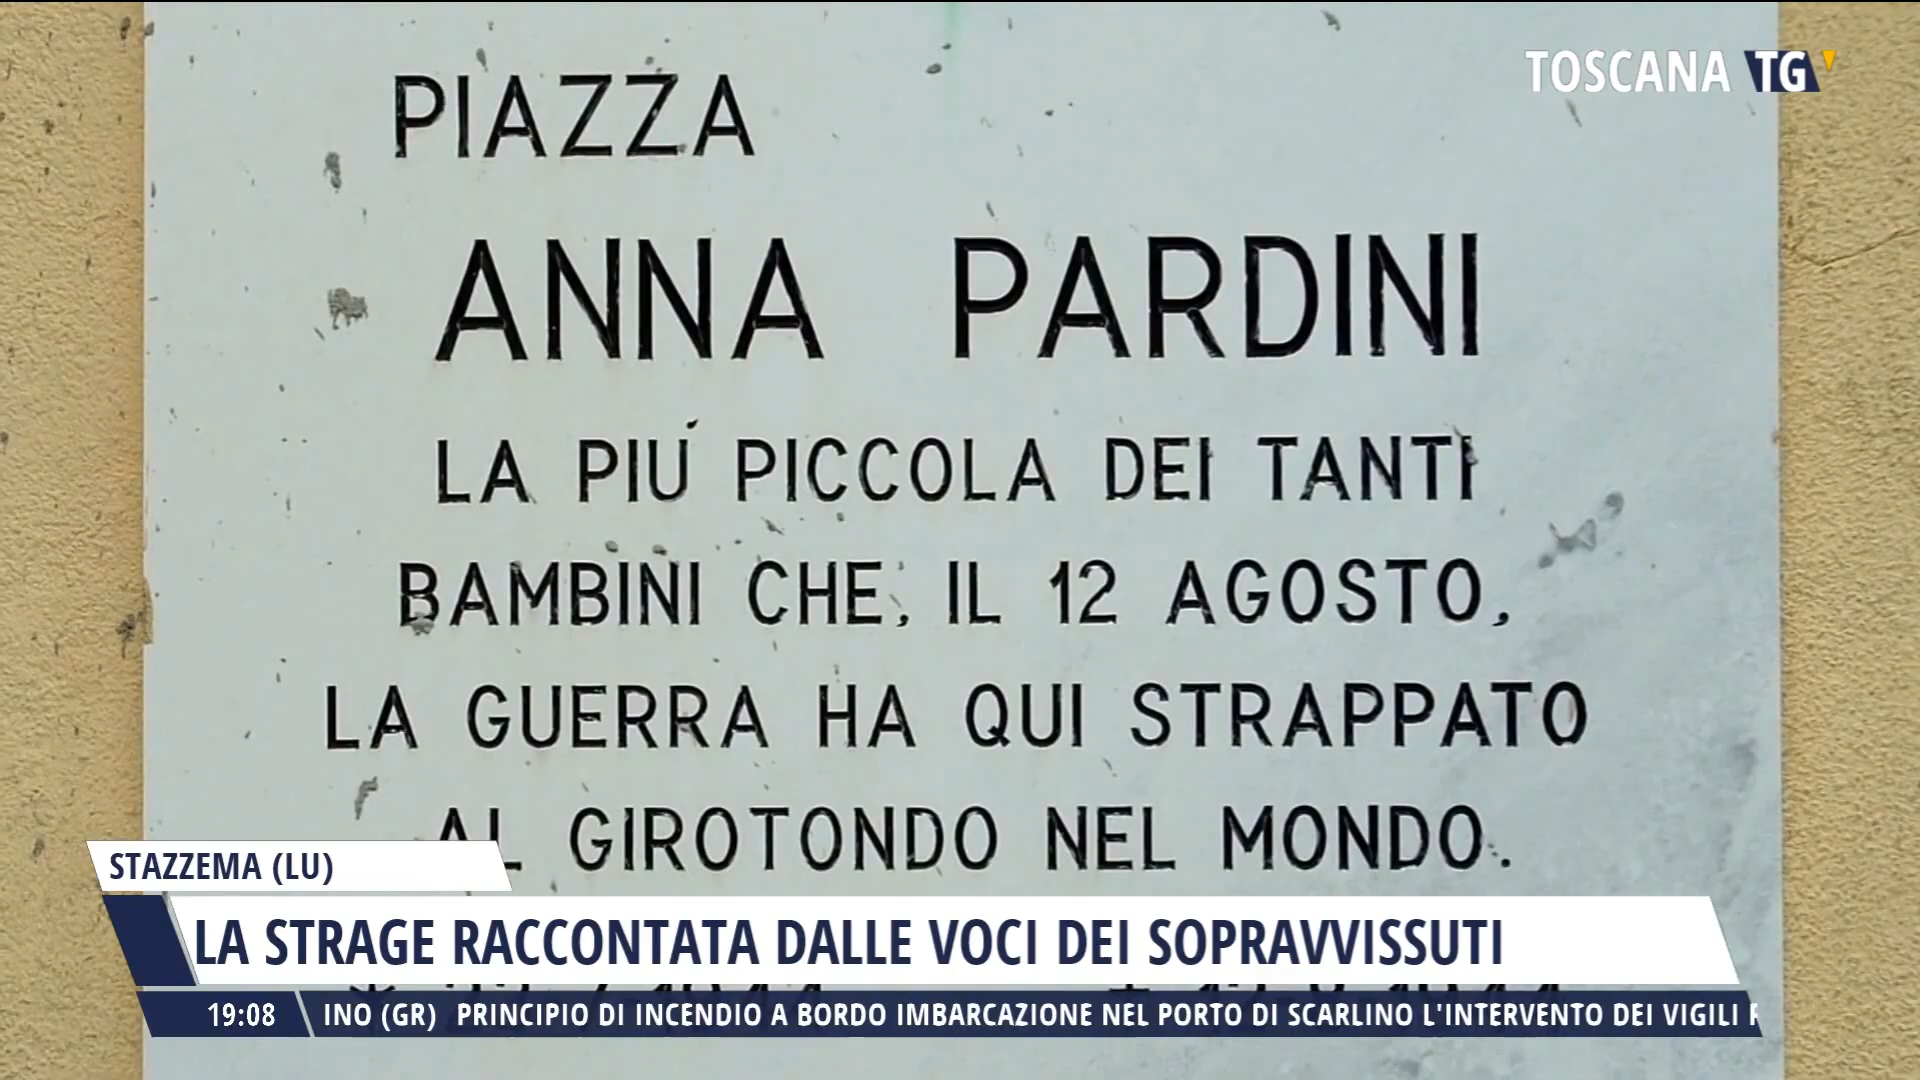 TOSCANA TG
PIAZZA
ANNA PARDINI
LA PIÚ PICCOLA DEI TANTI
BAMBINI CHE, IL 12 AGOSTO,
LA GUERRA HA QUI STRAPPATO
AL GIROTONDO NEL MONDO.
STAZZEMA (LU)
LA STRAGE RACCONTATA DALLE VOCI DEI SOPRAVVISSUTI
19:08 INO (GR) PRINCIPIO DI INCENDIO A BORDO IMBARCAZIONE NEL PORTO DI SCARLINO L'INTERVENTO DEI VIGILI